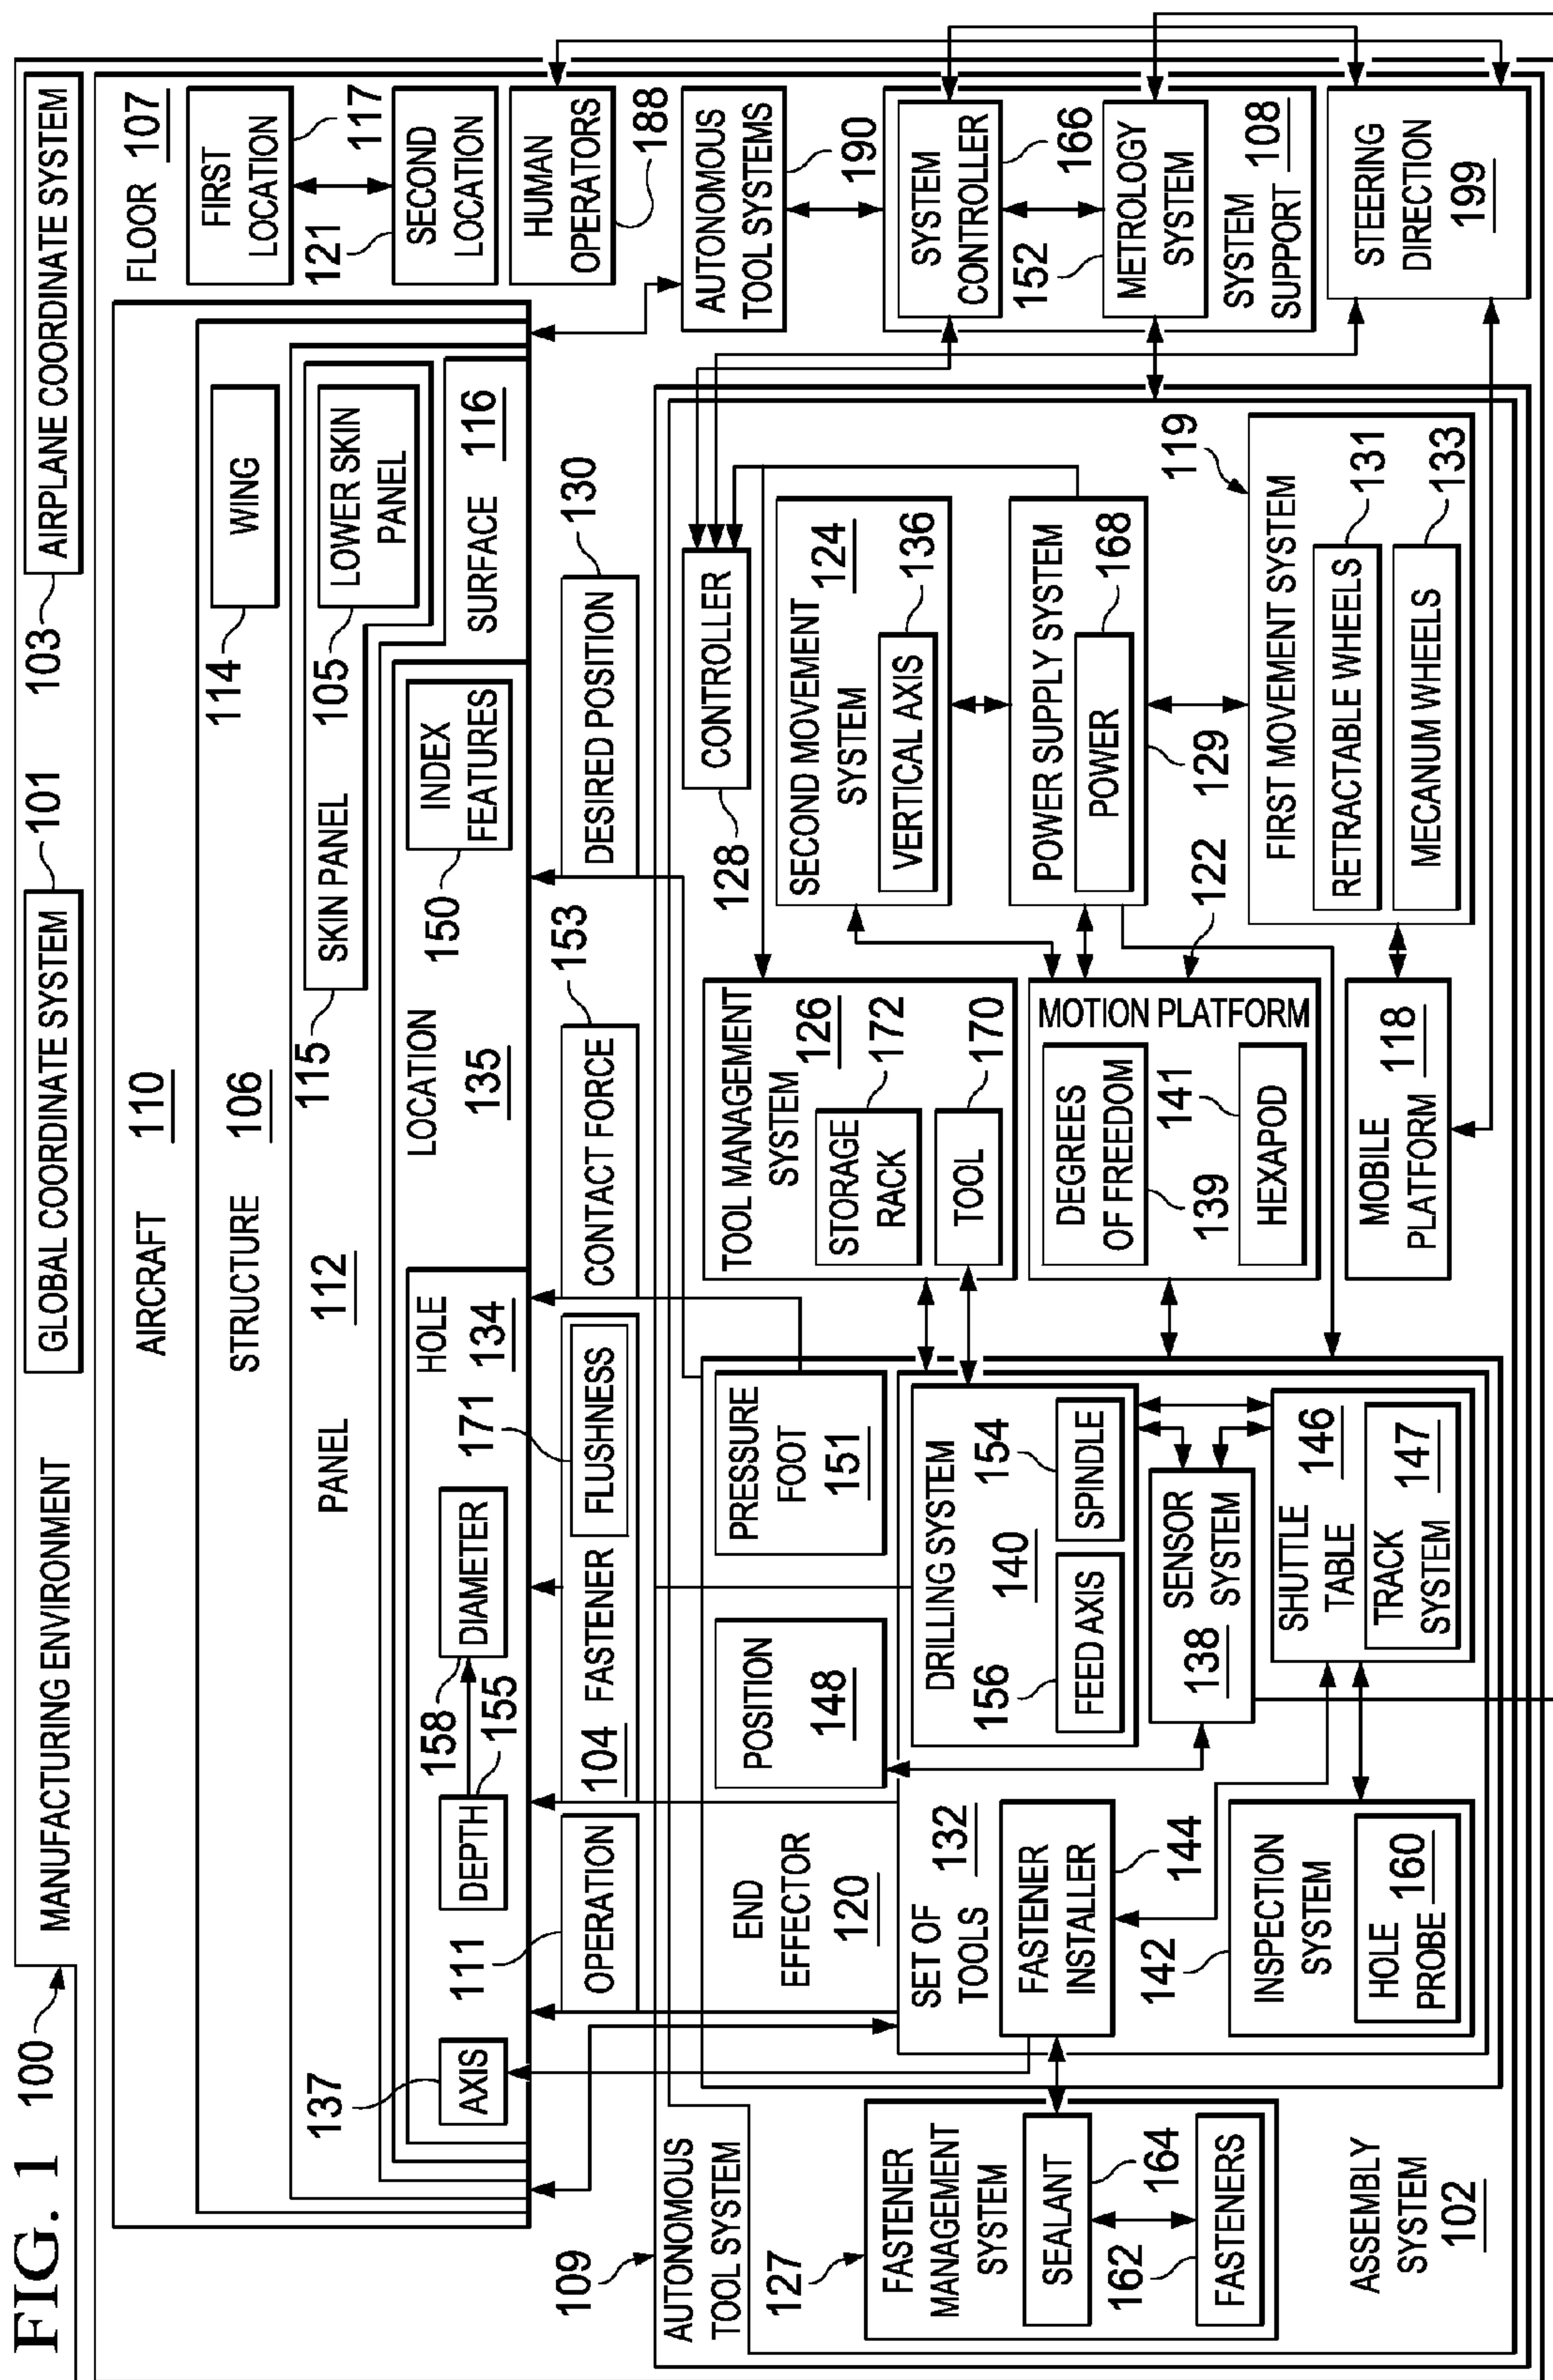 FIG. 1
100
MANUFACTURING ENVIRONMENT
GLOBAL COORDINATE SYSTEM
101
103
AIRPLANE COORDINATE SYSTEM
AIRCRAFT
110
FLOOR
107
FIRST
LOCATION
117
121
SECOND
LOCATION
HUMAN
OPERATORS
188
STRUCTURE
106
114
WING
PANEL
112
115
SKIN PANEL
105
LOWER SKIN
PANEL
SURFACE
116
137
AXIS
111
DEPTH
155
158
DIAMETER
171
HOLE
134
LOCATION
135
150
INDEX
FEATURES
OPERATION
104
FASTENER
FLUSHNESS
CONTACT FORCE
153
DESIRED POSITION
130
AUTONOMOUS
TOOL SYSTEMS
190
SYSTEM
CONTROLLER
166
152
METROLOGY
SYSTEM
SYSTEM
SUPPORT
108
STEERING
DIRECTION
199
109
AUTONOMOUS
TOOL SYSTEM
127
FASTENER
MANAGEMENT
SYSTEM
SEALANT
164
162
FASTENERS
ASSEMBLY
SYSTEM
102
END
EFFECTOR
120
POSITION
148
PRESSURE
FOOT
151
SET OF
TOOLS
132
FASTENER
INSTALLER
144
142
INSPECTION
SYSTEM
HOLE
PROBE
160
DRILLING SYSTEM
140
156
FEED AXIS
154
SPINDLE
SENSOR
SYSTEM
138
SHUTTLE
TABLE
146
TRACK
SYSTEM
147
TOOL MANAGEMENT
SYSTEM
126
STORAGE
RACK
172
TOOL
170
MOTION PLATFORM
122
DEGREES
OF FREEDOM
139
141
HEXAPOD
MOBILE
PLATFORM
118
128
CONTROLLER
SECOND MOVEMENT
SYSTEM
124
VERTICAL AXIS
136
POWER SUPPLY SYSTEM
POWER
168
129
119
FIRST MOVEMENT SYSTEM
RETRACTABLE WHEELS
131
MECANUM WHEELS
133